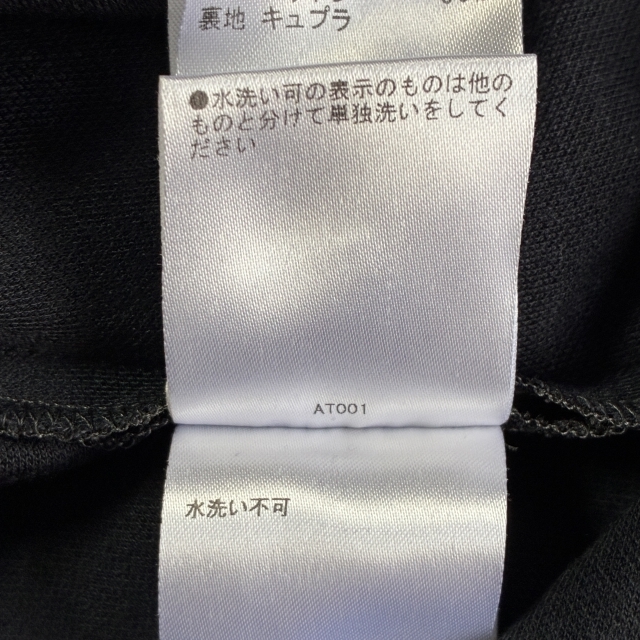 裏地 キュプラ
●水洗い可の表示のものは他の
ものと分けて単独洗いをしてく
ださい
AT001
水洗い不可